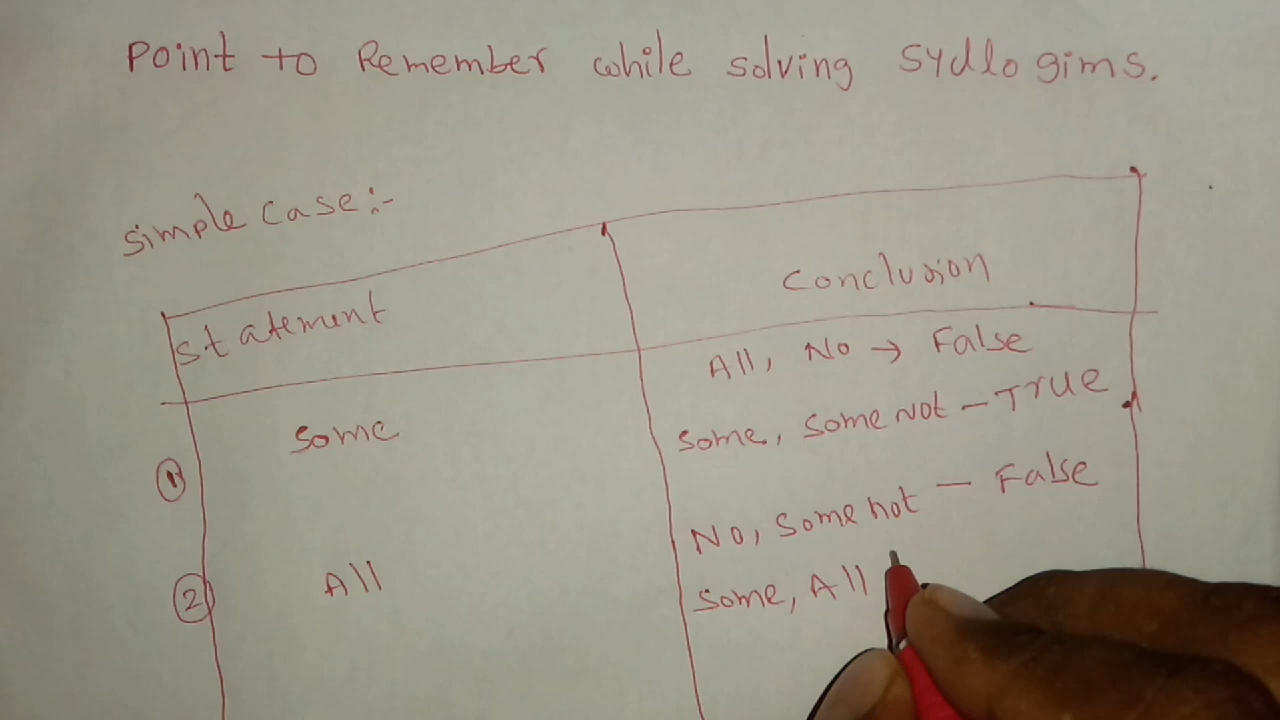 Point to Remember while solving Sydlogims.
Simple Case:-
Statement
Conclusion
All, No → False
Some
Some, Some Not - True
1
No, Some not - False
2
All
Some, All